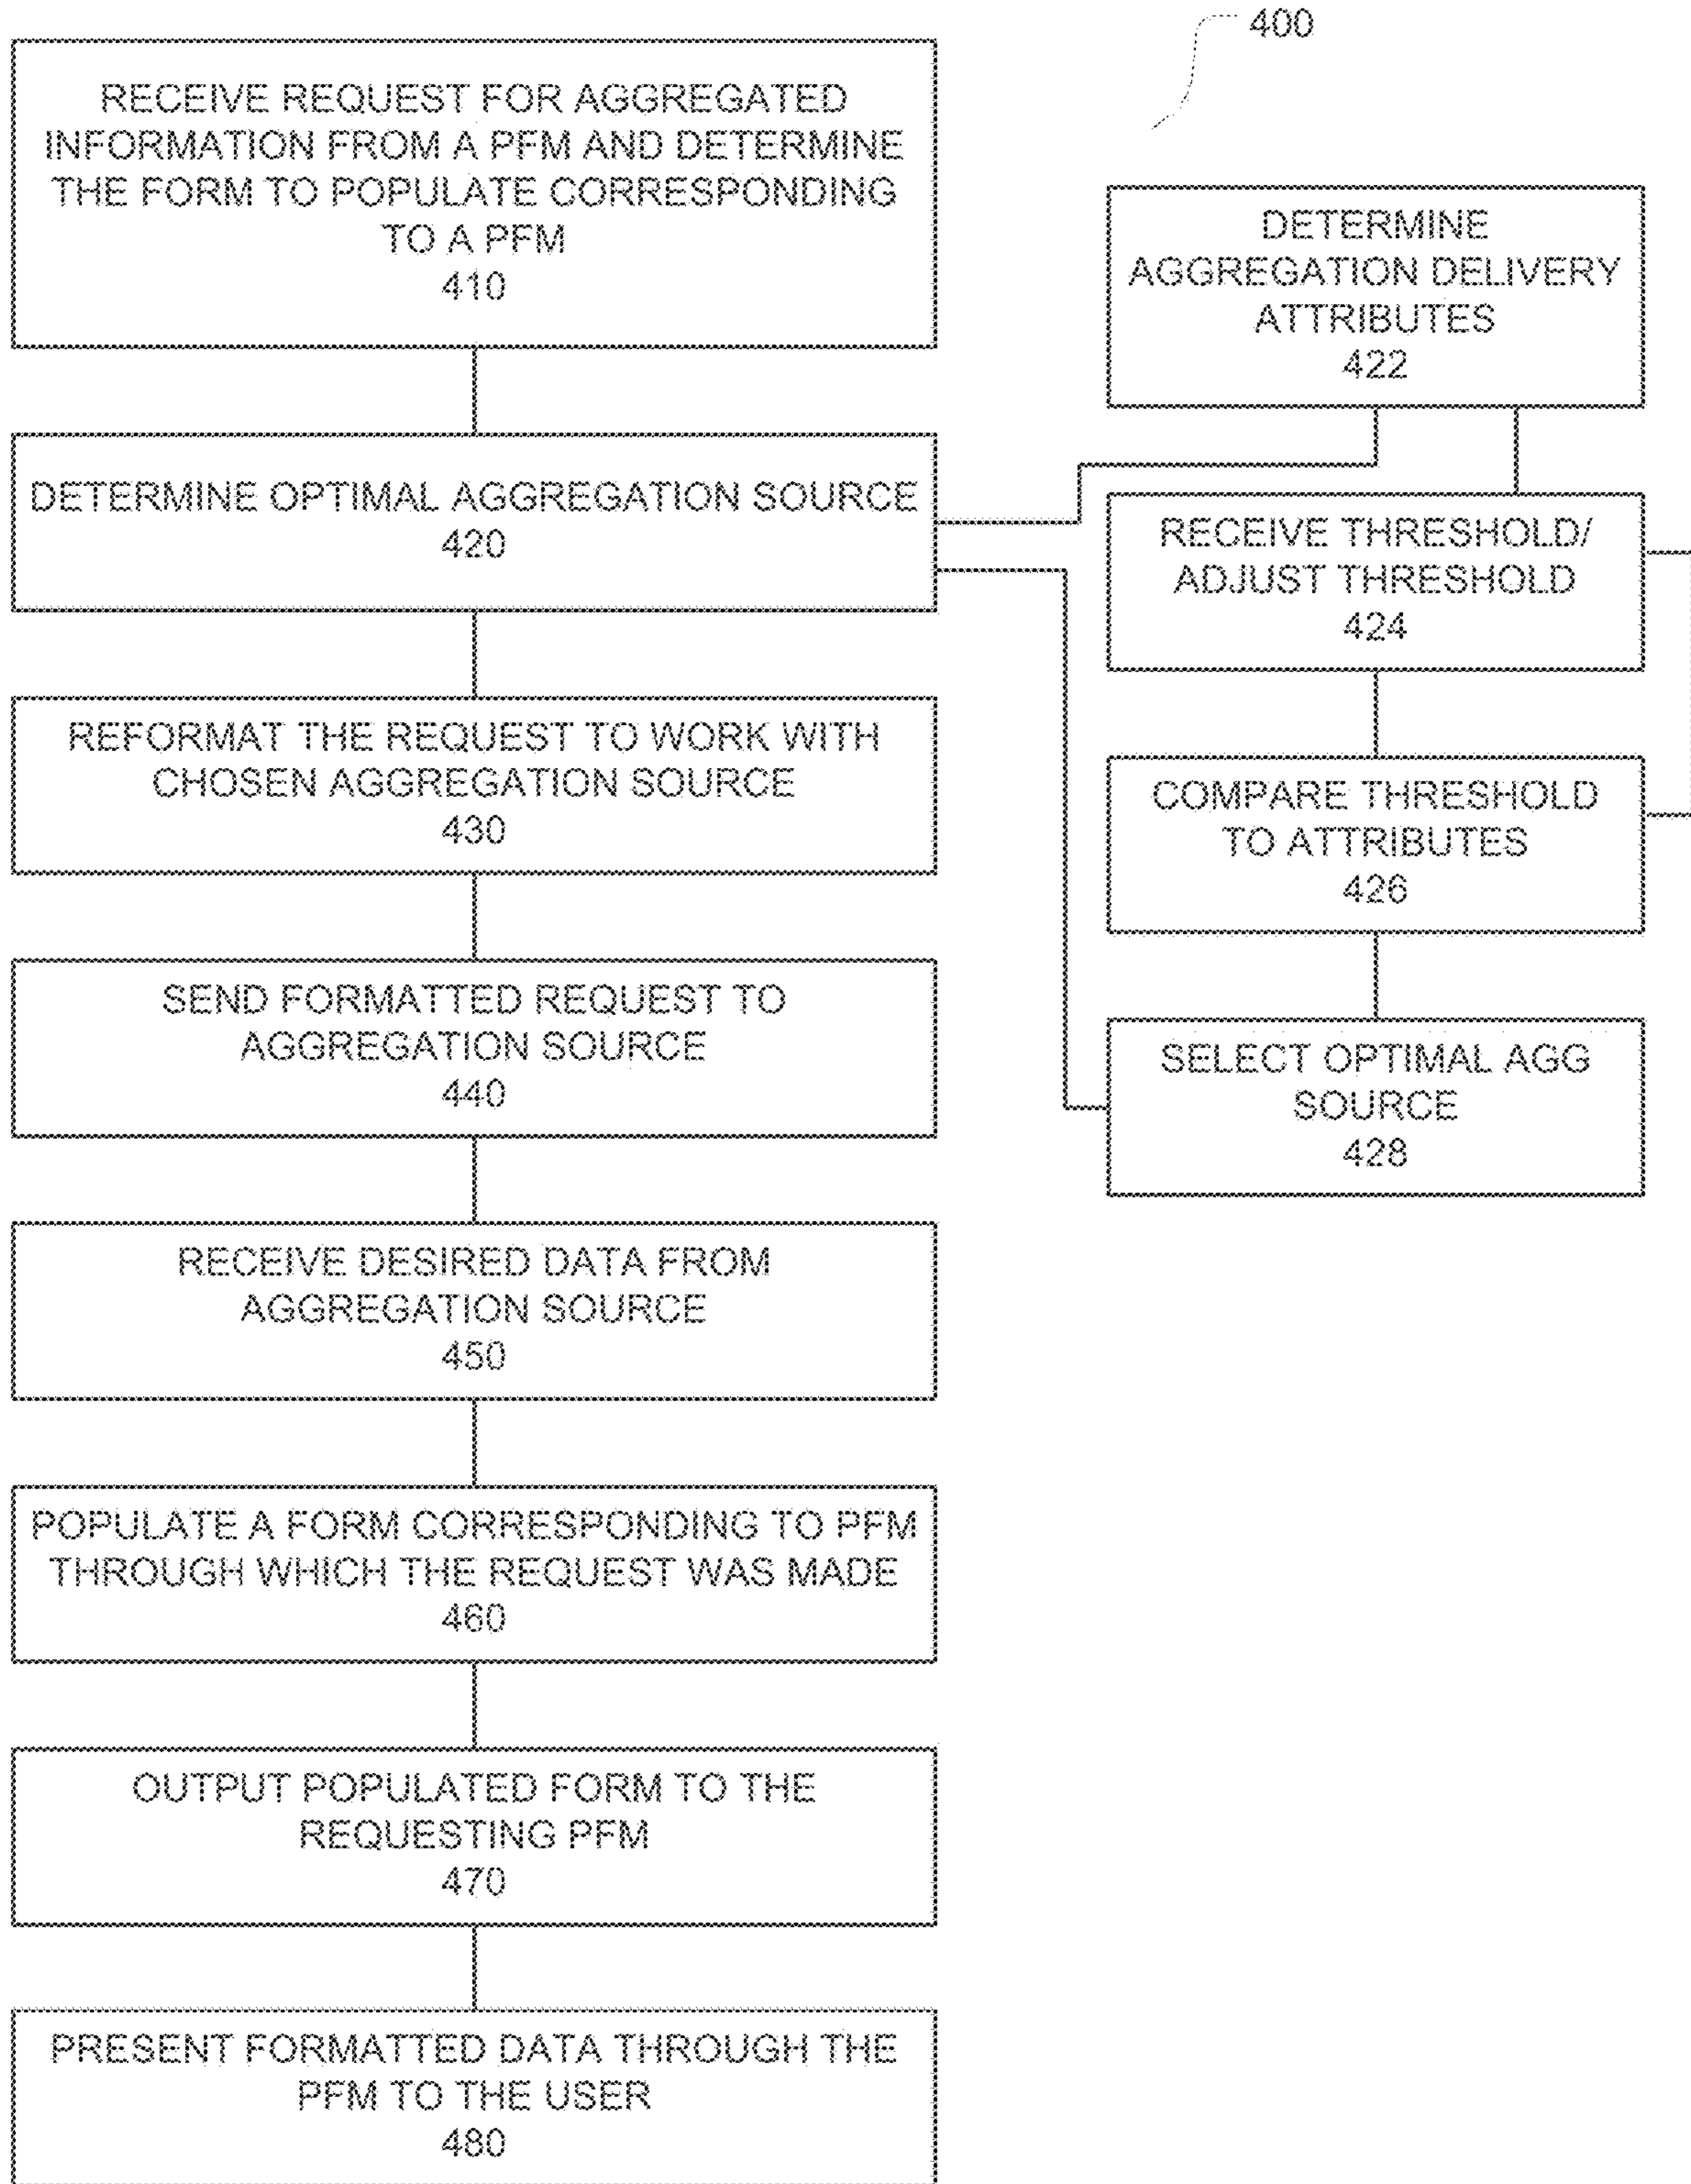 400
RECEIVE REQUEST FOR AGGREGATED
INFORMATION FROM A PFM AND DETERMINE
THE FORM TO POPULATE CORRESPONDING
TO A PFM
410
DETERMINE OPTIMAL AGGREGATION SOURCE
420
REFORMAT THE REQUEST TO WORK WITH
CHOSEN AGGREGATION SOURCE
430
SEND FORMATTED REQUEST TO
AGGREGATION SOURCE
440
RECEIVE DESIRED DATA FROM
AGGREGATION SOURCE
450
POPULATE A FORM CORRESPONDING TO PFM
THROUGH WHICH THE REQUEST WAS MADE
460
OUTPUT POPULATED FORM TO THE
REQUESTING PFM
470
PRESENT FORMATTED DATA THROUGH THE
PFM TO THE USER
480
DETERMINE
AGGREGATION DELIVERY
ATTRIBUTES
422
RECEIVE THRESHOLD/
ADJUST THRESHOLD
424
COMPARE THRESHOLD
TO ATTRIBUTES
426
SELECT OPTIMAL AGG
SOURCE
428